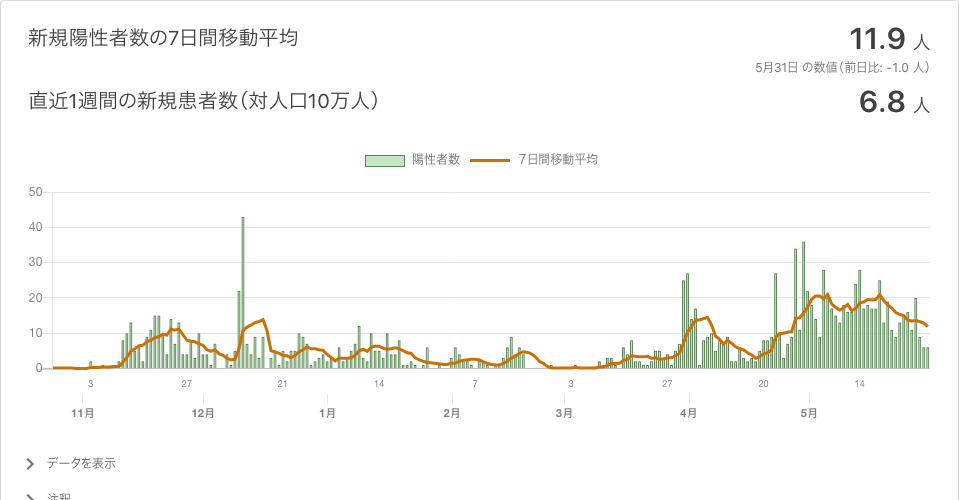 新規陽性者数の7日間移動平均
11.9 人
5月31日 の数値(前日比: -1.0 人)
直近1週間の新規患者数(対人口10万人)
6.8 人
陽性者数 7日間移動平均
50
40
30
20
10
0
3 27 21 14 7 3 27 20 14
11月 12月 1月 2月 3月 4月 5月
データを表示
注釈